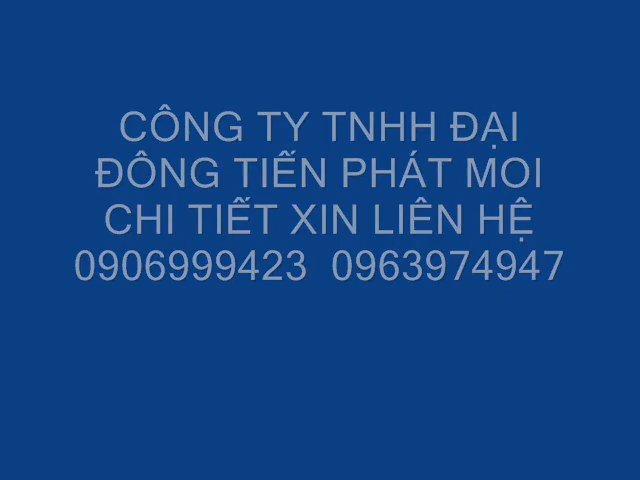 CÔNG TY TNHH ĐẠI
ĐÔNG TIẾN PHÁT MOI
CHI TIẾT XIN LIÊN HỆ
0906999423  0963974947